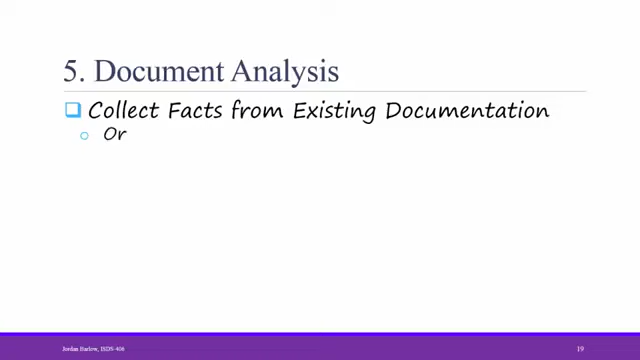 5. Document Analysis
Collect Facts from Existing Documentation
Or
Jordan Barlow, ISDS-406
19